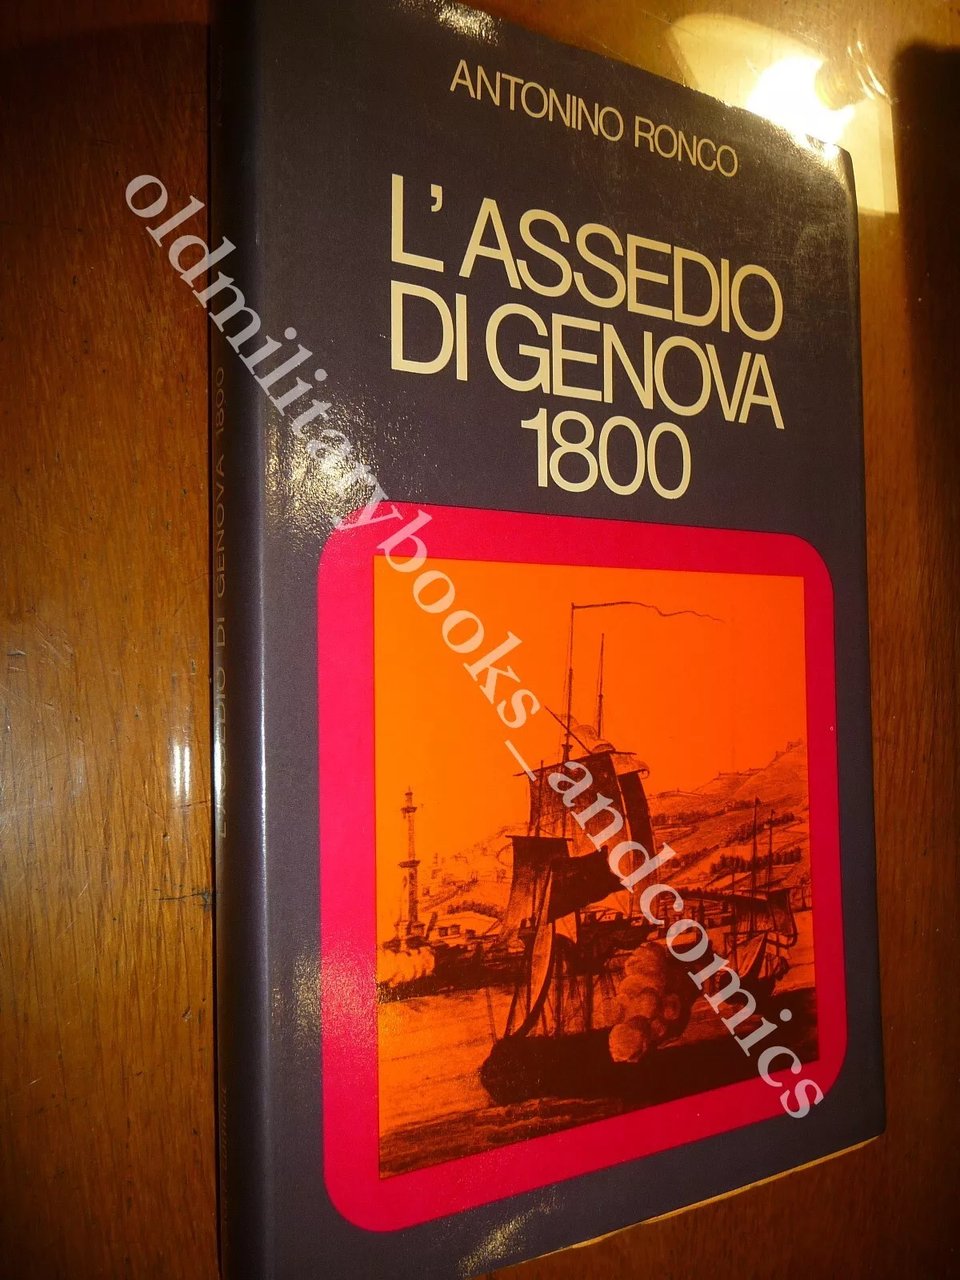 ANTONINO RONCO
L'ASSEDIO
DI GENOVA
1800
L'ASSEDIO DI GENOVA 1800
oldmilitarybooks_andcomics